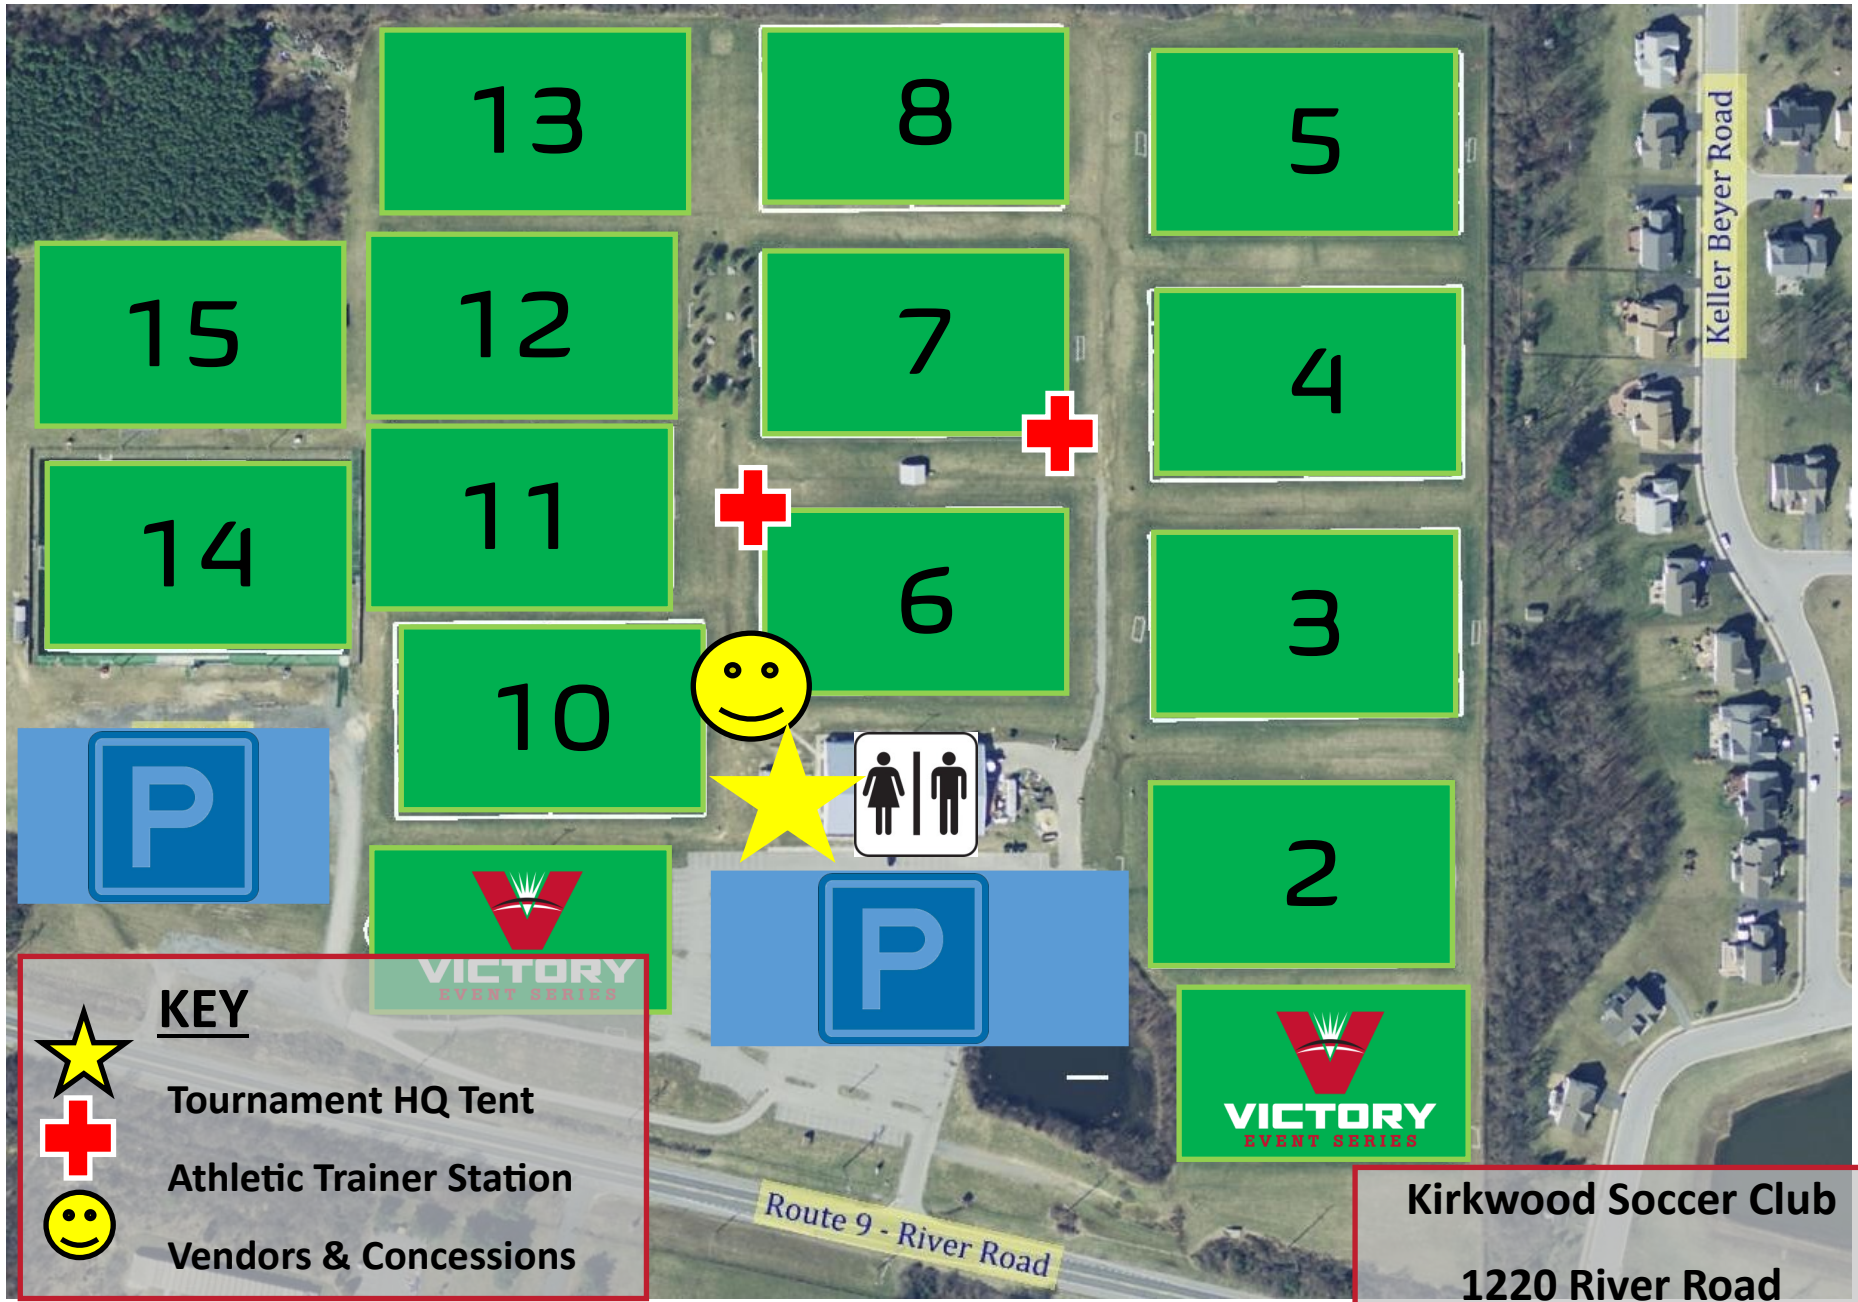 13
8
5
Keller Beyer Road
15
12
7
4
14
11
6
3
10
P
2
P
VICTORY
EVENT SERIES
KEY
Tournament HQ Tent
Athletic Trainer Station
Vendors & Concessions
VICTORY
EVENT SERIES
Route 9 - River Road
Kirkwood Soccer Club
1220 River Road